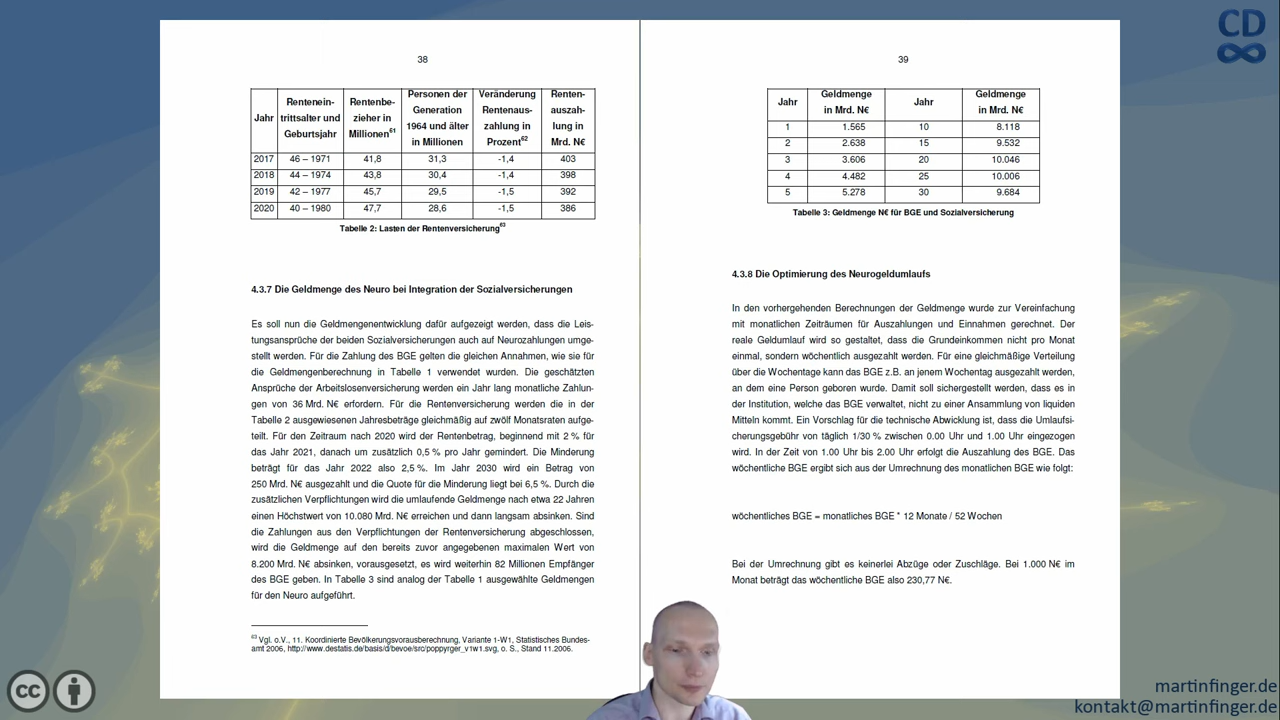 CD
38
Jahr
Rentenein-
trittsalter und
Geburtsjahr
Rentenbe-
zieher in
Millionen61
Personen der
Generation
1964 und älter
in Millionen
Veränderung
Rentenaus-
zahlung in
Prozent62
Renten-
auszah-
lung in
Mrd. N€
2017 46 – 1971 41,8 31,3 -1,4 403
2018 44 – 1974 43,8 30,4 -1,4 398
2019 42 – 1977 45,7 29,5 -1,5 392
2020 40 – 1980 47,7 28,6 -1,5 386
Tabelle 2: Lasten der Rentenversicherung63
4.3.7 Die Geldmenge des Neuro bei Integration der Sozialversicherungen
Es soll nun die Geldmengenentwicklung dafür aufgezeigt werden, dass die Leis-
tungsansprüche der beiden Sozialversicherungen auch auf Neurozahlungen umge-
stellt werden. Für die Zahlung des BGE gelten die gleichen Annahmen, wie sie für
die Geldmengenberechnung in Tabelle 1 verwendet wurden. Die geschätzten
Ansprüche der Arbeitslosenversicherung werden ein Jahr lang monatliche Zahlun-
gen von 36 Mrd. N€ erfordern. Für die Rentenversicherung werden die in der
Tabelle 2 ausgewiesenen Jahresbeträge gleichmäßig auf zwölf Monatsraten aufge-
teilt. Für den Zeitraum nach 2020 wird der Rentenbetrag, beginnend mit 2 % für
das Jahr 2021, danach um zusätzlich 0,5 % pro Jahr gemindert. Die Minderung
beträgt für das Jahr 2022 also 2,5 %. Im Jahr 2030 wird ein Betrag von
250 Mrd. N€ ausgezahlt und die Quote für die Minderung liegt bei 6,5 %. Durch die
zusätzlichen Verpflichtungen wird die umlaufende Geldmenge nach etwa 22 Jahren
einen Höchstwert von 10.080 Mrd. N€ erreichen und dann langsam absinken. Sind
die Zahlungen aus den Verpflichtungen der Rentenversicherung abgeschlossen,
wird die Geldmenge auf den bereits zuvor angegebenen maximalen Wert von
8.200 Mrd. N€ absinken, vorausgesetzt, es wird weiterhin 82 Millionen Empfänger
des BGE geben. In Tabelle 3 sind analog der Tabelle 1 ausgewählte Geldmengen
für den Neuro aufgeführt.
63 Vgl. o.V., 11. Koordinierte Bevölkerungsvorausberechnung, Variante 1-W1, Statistisches Bundes-
amt 2006, http://www.destatis.de/basis/d/bevoe/src/poppyrger_v1w1.svg, o. S., Stand 11.2006.
39
Jahr
Geldmenge
in Mrd. N€
Jahr
Geldmenge
in Mrd. N€
1 1.565 10 8.118
2 2.638 15 9.532
3 3.606 20 10.046
4 4.482 25 10.006
5 5.278 30 9.684
Tabelle 3: Geldmenge N€ für BGE und Sozialversicherung
4.3.8 Die Optimierung des Neurogeldumlaufs
In den vorhergehenden Berechnungen der Geldmenge wurde zur Vereinfachung
mit monatlichen Zeiträumen für Auszahlungen und Einnahmen gerechnet. Der
reale Geldumlauf wird so gestaltet, dass die Grundeinkommen nicht pro Monat
einmal, sondern wöchentlich ausgezahlt werden. Für eine gleichmäßige Verteilung
über die Wochentage kann das BGE z.B. an jenem Wochentag ausgezahlt werden,
an dem eine Person geboren wurde. Damit soll sichergestellt werden, dass es in
der Institution, welche das BGE verwaltet, nicht zu einer Ansammlung von liquiden
Mitteln kommt. Ein Vorschlag für die technische Abwicklung ist, dass die Umlaufsi-
cherungsgebühr von täglich 1/30 % zwischen 0.00 Uhr und 1.00 Uhr eingezogen
wird. In der Zeit von 1.00 Uhr bis 2.00 Uhr erfolgt die Auszahlung des BGE. Das
wöchentliche BGE ergibt sich aus der Umrechnung des monatlichen BGE wie folgt:
wöchentliches BGE = monatliches BGE * 12 Monate / 52 Wochen
Bei der Umrechnung gibt es keinerlei Abzüge oder Zuschläge. Bei 1.000 N€ im
Monat beträgt das wöchentliche BGE also 230,77 N€.
cc
martinfinger.de
kontakt@martinfinger.de